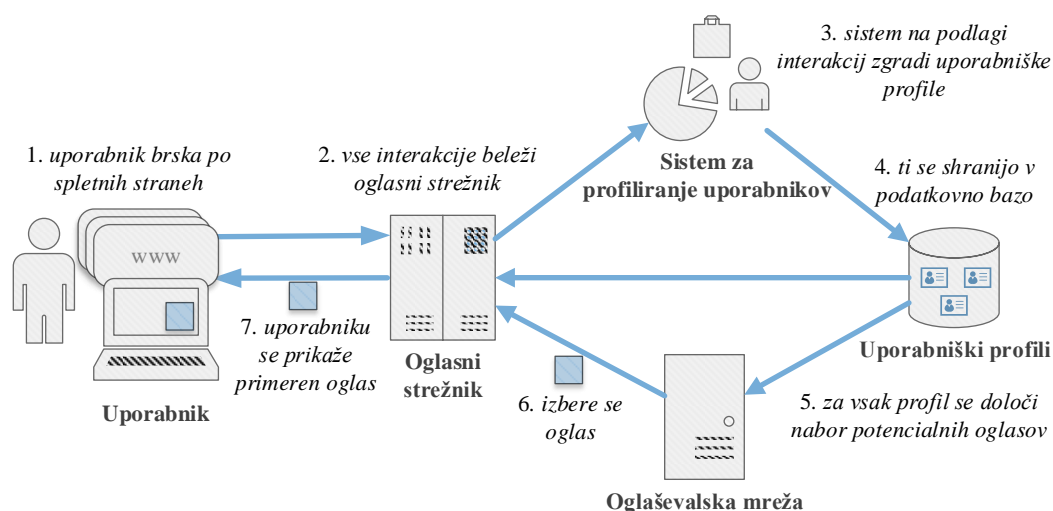 3. sistem na podlagi
interakcij zgradi uporabniške
profile
1. uporabnik brska po
spletnih straneh
2. vse interakcije beleži
oglasni strežnik
Sistem za
profiliranje uporabnikov
4. ti se shranijo v
podatkovno bazo
www
7. uporabniku
se prikaže
primeren oglas
Oglasni
strežnik
Uporabniški profili
Uporabnik
6. izbere se
oglas
5. za vsak profil se določi
nabor potencialnih oglasov
Oglaševalska mreža